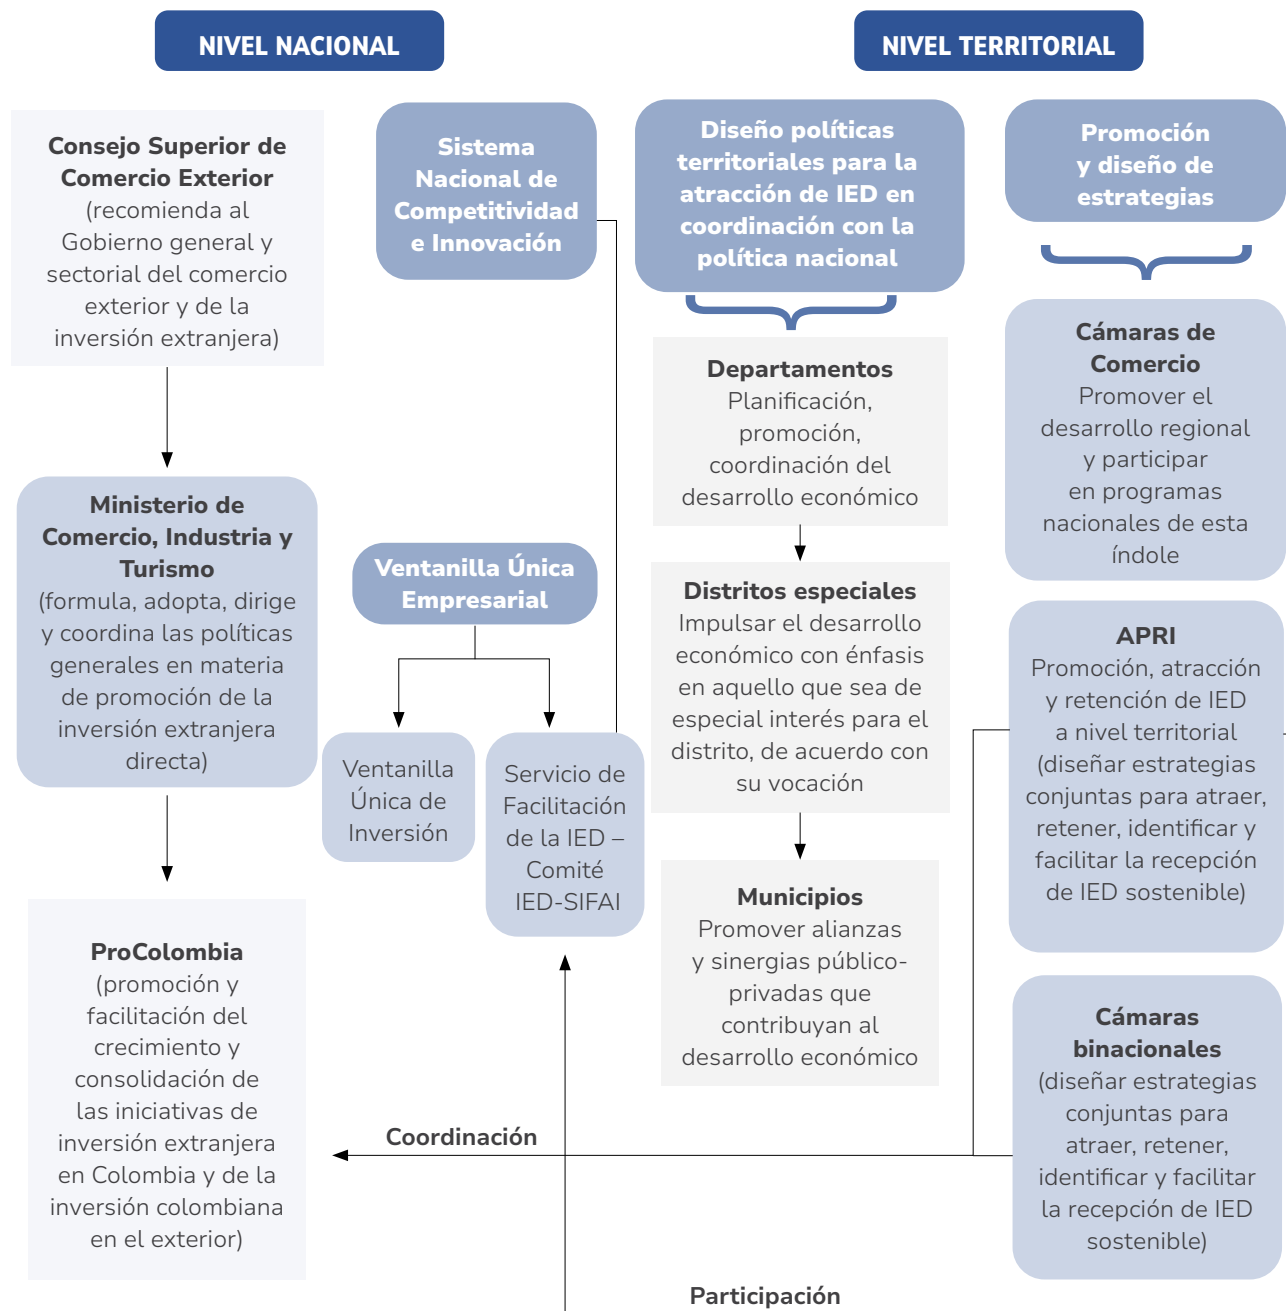 NIVEL NACIONAL
NIVEL TERRITORIAL
Consejo Superior de
Comercio Exterior
(recomienda al
Gobierno general y
sectorial del comercio
exterior y de la
inversión extranjera)
Ministerio de
Comercio, Industria y
Turismo
(formula, adopta, dirige
y coordina las políticas
generales en materia
de promoción de la
inversión extranjera
directa)
ProColombia
(promoción y
facilitación del
crecimiento y
consolidación de
las iniciativas de
inversión extranjera
en Colombia y de la
inversión colombiana
en el exterior)
Sistema
Nacional de
Competitividad
e Innovación
Ventanilla Única
Empresarial
Ventanilla
Única de
Inversión
Servicio de
Facilitación
de la IED –
Comité
IED-SIFAI
Diseño políticas
territoriales para la
atracción de IED en
coordinación con la
política nacional
Departamentos
Planificación,
promoción,
coordinación del
desarrollo económico
Distritos especiales
Impulsar el desarrollo
económico con énfasis
en aquello que sea de
especial interés para el
distrito, de acuerdo con
su vocación
Municipios
Promover alianzas
y sinergias público-
privadas que
contribuyan al
desarrollo económico
Promoción
y diseño de
estrategias
Cámaras de
Comercio
Promover el
desarrollo regional
y participar
en programas
nacionales de esta
índole
APRI
Promoción, atracción
y retención de IED
a nivel territorial
(diseñar estrategias
conjuntas para atraer,
retener, identificar y
facilitar la recepción
de IED sostenible)
Cámaras
binacionales
(diseñar estrategias
conjuntas para
atraer, retener,
identificar y facilitar
la recepción de IED
sostenible)
Coordinación
Participación